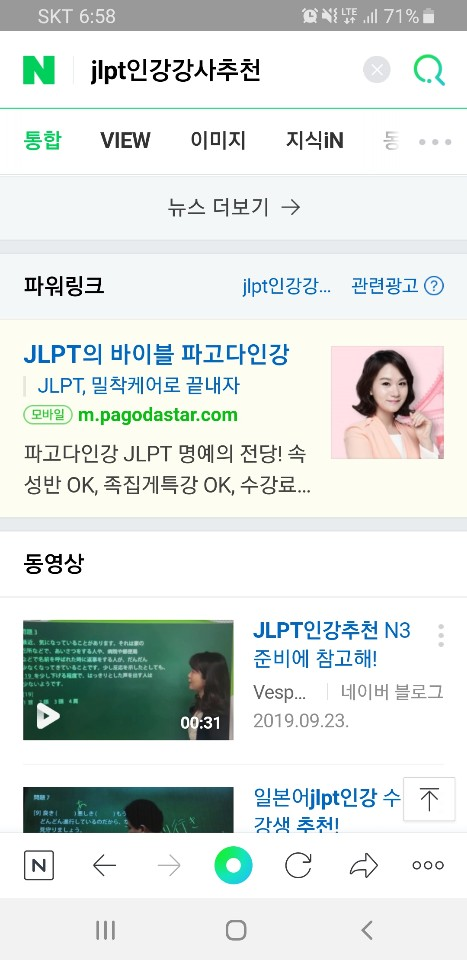 SKT 6:58 LTE 71%
N jlpt인강강사추천
통합 VIEW 이미지 지식iN
뉴스 더보기 →
파워링크 jlpt인강강... 관련광고 ?
JLPT의 바이블 파고다인강
JLPT, 밀착케어로 끝내자
모바일 m.pagodastar.com
파고다인강 JLPT 명예의 전당! 속
성반 OK, 족집게특강 OK, 수강료...
동영상
00:31
JLPT인강추천 N3
준비에 참고해!
Vesp... 네이버 블로그
2019.09.23.
問題7
일본어jlpt인강 수
강생 추천!
N